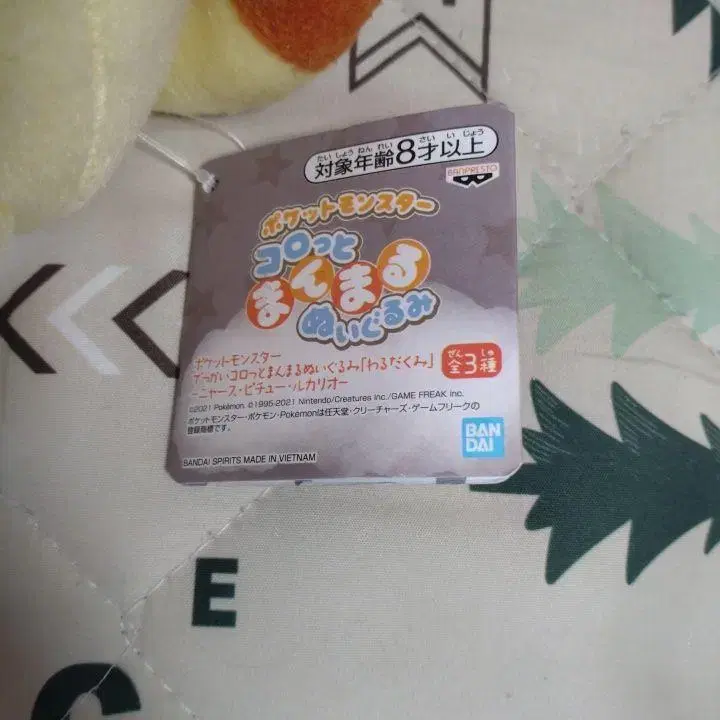 たいしょうねんれい さいいじょう
対象年齢8才以上
BANPRESTO
ポケットモンスター
コロっと
まんまる
ぬいぐるみ
ポケットモンスター
でっかいコロっとまんまるぬいぐるみ「わるだくみ」
ーニャース・ピチュー・ルカリオー
ぜん しゅ
全3種
©2021 Pokémon. ©1995-2021 Nintendo/Creatures Inc./GAME FREAK inc.
ポケットモンスター・ポケモン・Pokémonは任天堂・クリーチャーズ・ゲームフリークの
登録商標です。
BAN
DAI
BANDAI SPIRITS MADE IN VIETNAM
E
C